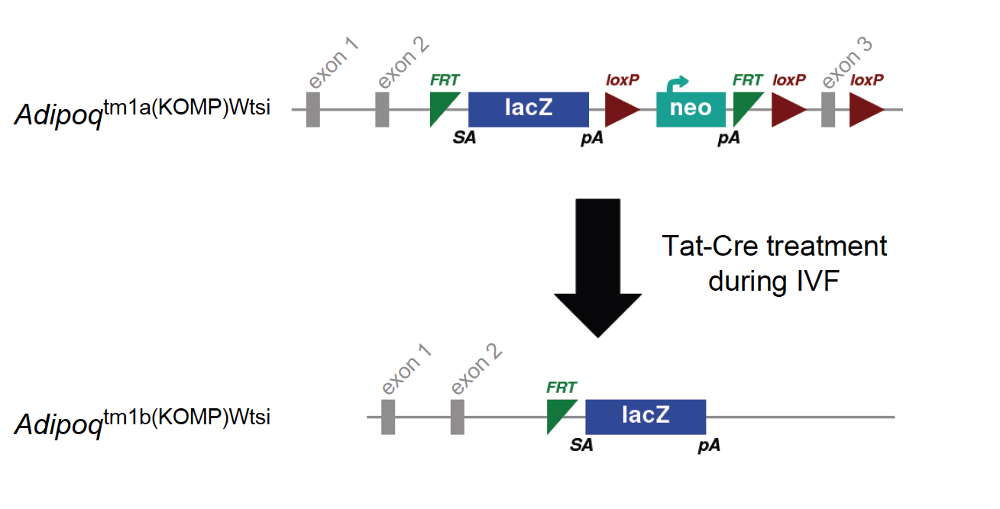 exon 1
exon 2
exon 3
FRT
loxP
FRT
loxP
loxP
Adipoqtm1a(KOMP)Wtsi
lacZ
neo
SA
pA
pA
Tat-Cre treatment
during IVF
exon 1
exon 2
FRT
Adipoqtm1b(KOMP)Wtsi
lacZ
SA
pA